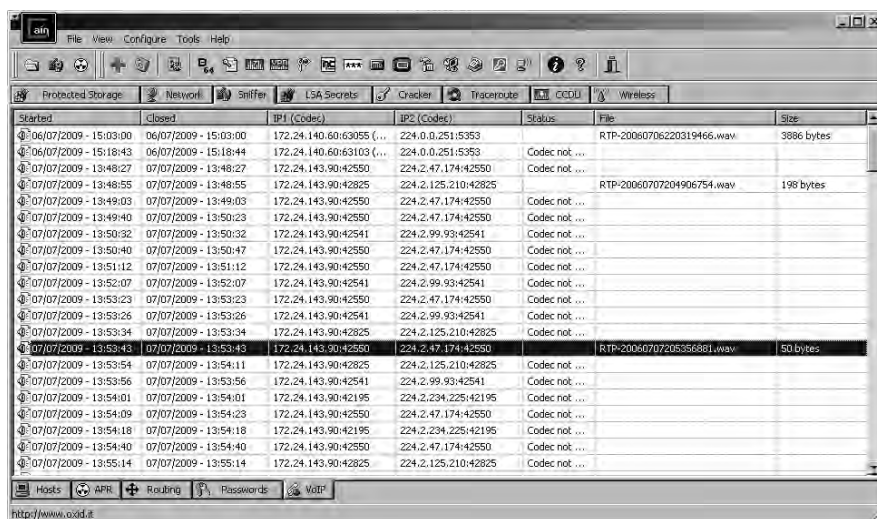 ain
File View Configure Tools Help
Protected Storage Network Sniffer LSA Secrets Cracker Traceroute CCDU Wireless
Started Closed IP1 (Codec) IP2 (Codec) Status File Size
06/07/2009 - 15:03:00 06/07/2009 - 15:03:00 172.24.140.60:63055 (... 224.0.0.251:5353 RTP-20060706220319466.wav 3886 bytes
06/07/2009 - 15:18:43 06/07/2009 - 15:18:44 172.24.140.60:63103 (... 224.0.0.251:5353 Codec not ...
07/07/2009 - 13:48:27 07/07/2009 - 13:48:27 172.24.143.90:42550 224.2.47.174:42550 Codec not ...
07/07/2009 - 13:48:55 07/07/2009 - 13:48:55 172.24.143.90:42825 224.2.125.210:42825 RTP-20060707204906754.wav 198 bytes
07/07/2009 - 13:49:03 07/07/2009 - 13:49:03 172.24.143.90:42550 224.2.47.174:42550 Codec not ...
07/07/2009 - 13:49:40 07/07/2009 - 13:50:23 172.24.143.90:42550 224.2.47.174:42550 Codec not ...
07/07/2009 - 13:50:32 07/07/2009 - 13:50:32 172.24.143.90:42541 224.2.99.93:42541 Codec not ...
07/07/2009 - 13:50:40 07/07/2009 - 13:50:47 172.24.143.90:42550 224.2.47.174:42550 Codec not ...
07/07/2009 - 13:51:12 07/07/2009 - 13:51:12 172.24.143.90:42550 224.2.47.174:42550 Codec not ...
07/07/2009 - 13:52:07 07/07/2009 - 13:52:07 172.24.143.90:42541 224.2.99.93:42541 Codec not ...
07/07/2009 - 13:53:23 07/07/2009 - 13:53:23 172.24.143.90:42550 224.2.47.174:42550 Codec not ...
07/07/2009 - 13:53:26 07/07/2009 - 13:53:26 172.24.143.90:42541 224.2.99.93:42541 Codec not ...
07/07/2009 - 13:53:34 07/07/2009 - 13:53:34 172.24.143.90:42825 224.2.125.210:42825 Codec not ...
07/07/2009 - 13:53:43 07/07/2009 - 13:53:43 172.24.143.90:42550 224.2.47.174:42550 RTP-20060707205356881.wav 50 bytes
07/07/2009 - 13:53:54 07/07/2009 - 13:54:11 172.24.143.90:42825 224.2.125.210:42825 Codec not ...
07/07/2009 - 13:53:56 07/07/2009 - 13:53:56 172.24.143.90:42541 224.2.99.93:42541 Codec not ...
07/07/2009 - 13:54:01 07/07/2009 - 13:54:01 172.24.143.90:42195 224.2.234.225:42195 Codec not ...
07/07/2009 - 13:54:09 07/07/2009 - 13:54:23 172.24.143.90:42550 224.2.47.174:42550 Codec not ...
07/07/2009 - 13:54:18 07/07/2009 - 13:54:18 172.24.143.90:42195 224.2.234.225:42195 Codec not ...
07/07/2009 - 13:54:40 07/07/2009 - 13:54:40 172.24.143.90:42550 224.2.47.174:42550 Codec not ...
07/07/2009 - 13:55:14 07/07/2009 - 13:55:14 172.24.143.90:42825 224.2.125.210:42825 Codec not ...
Hosts APR Routing Passwords VoIP
http://www.oxid.it